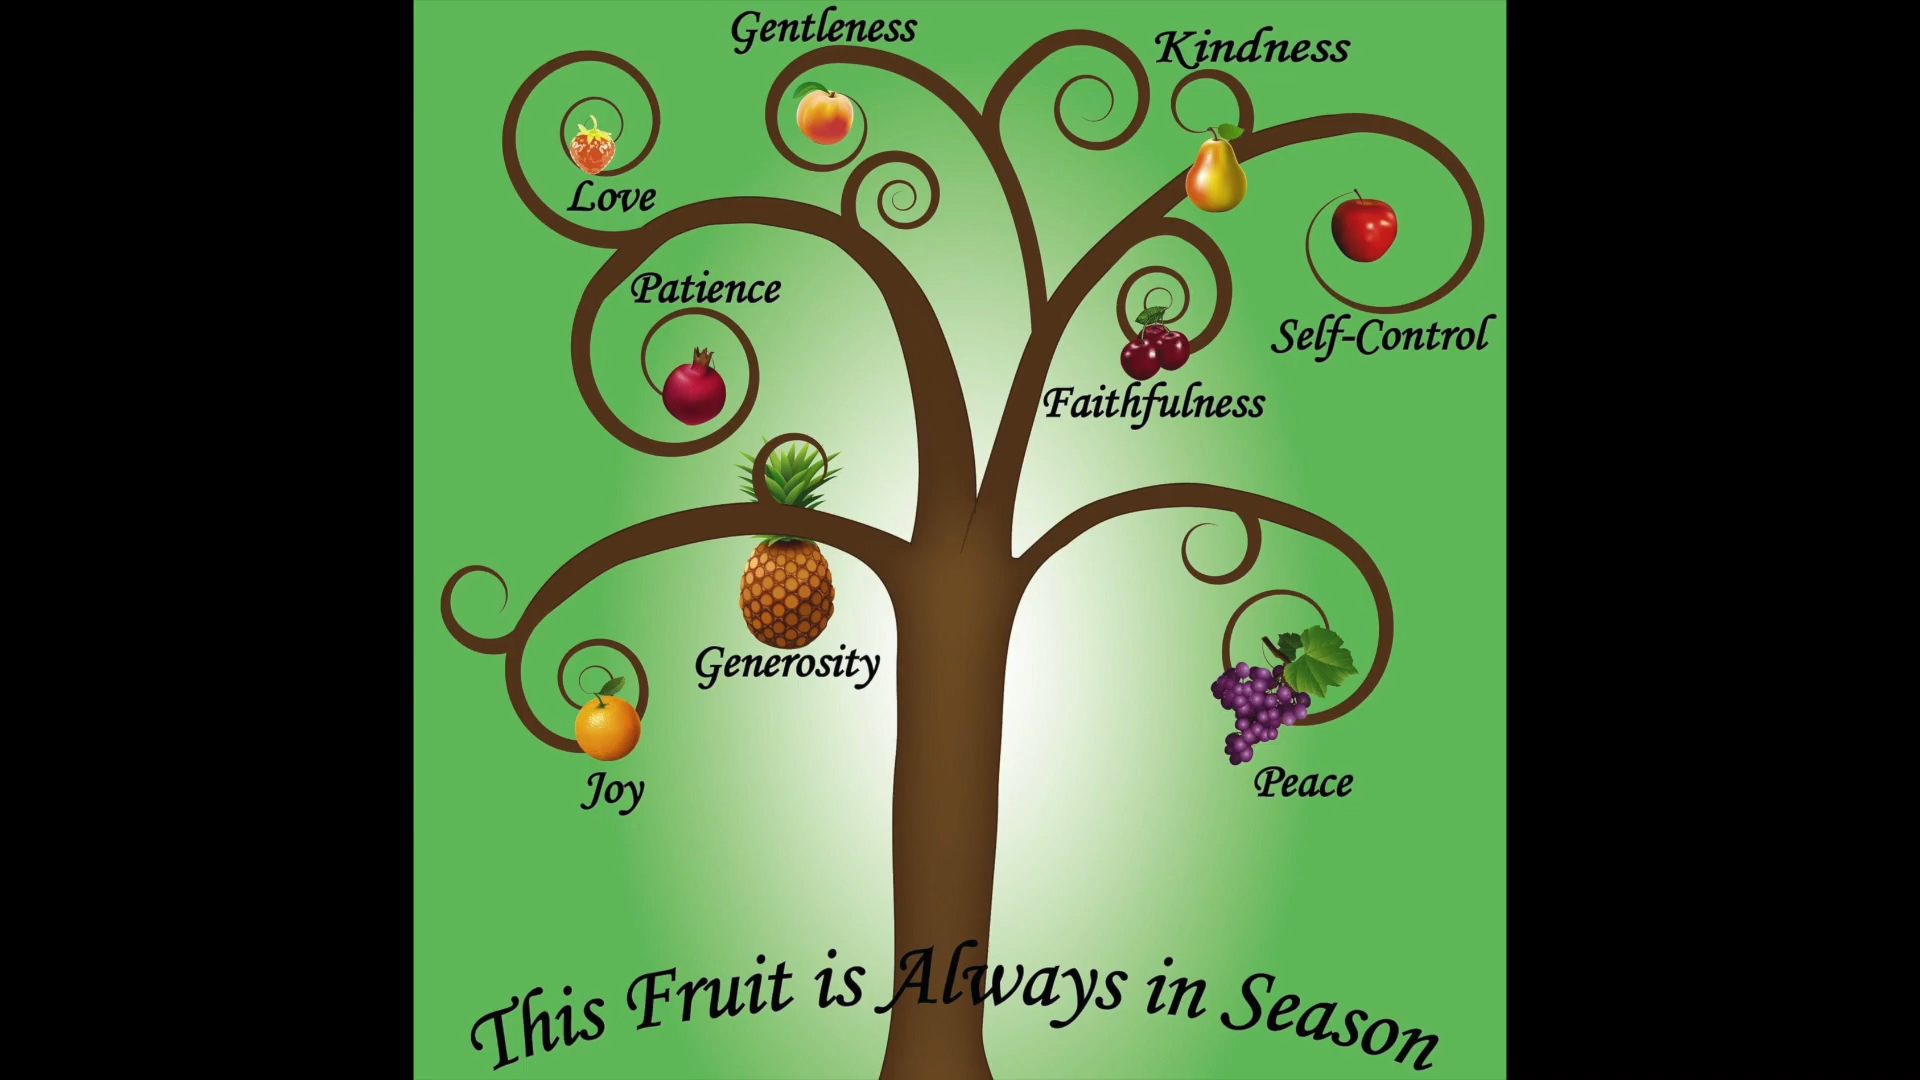 Gentleness
Kindness
Love
Patience
Self-Control
Faithfulness
Generosity
Joy
Peace
This Fruit is Always in Season